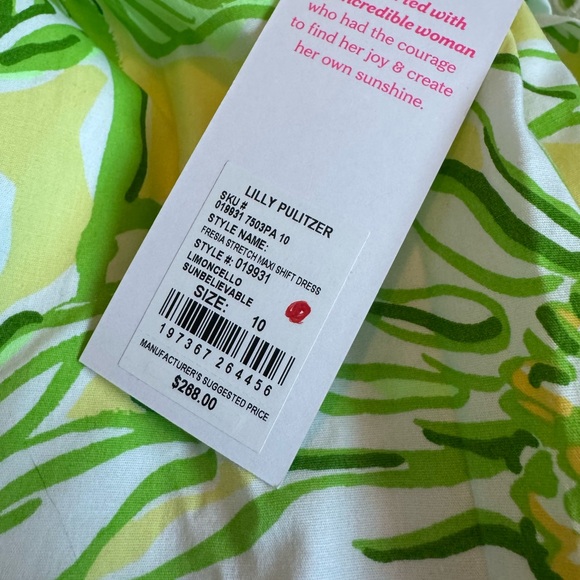 ted with
incredible woman
who had the courage
to find her joy & create
her own sunshine.
LILLY PULITZER
SKU #
019931 7503PA 10
STYLE NAME:
FRESIA STRETCH MAXI SHIFT DRESS
STYLE #: 019931
LIMONCELLO
SUNBELIEVABLE
SIZE: 10
197367 264456
MANUFACTURER'S SUGGESTED PRICE
$268.00